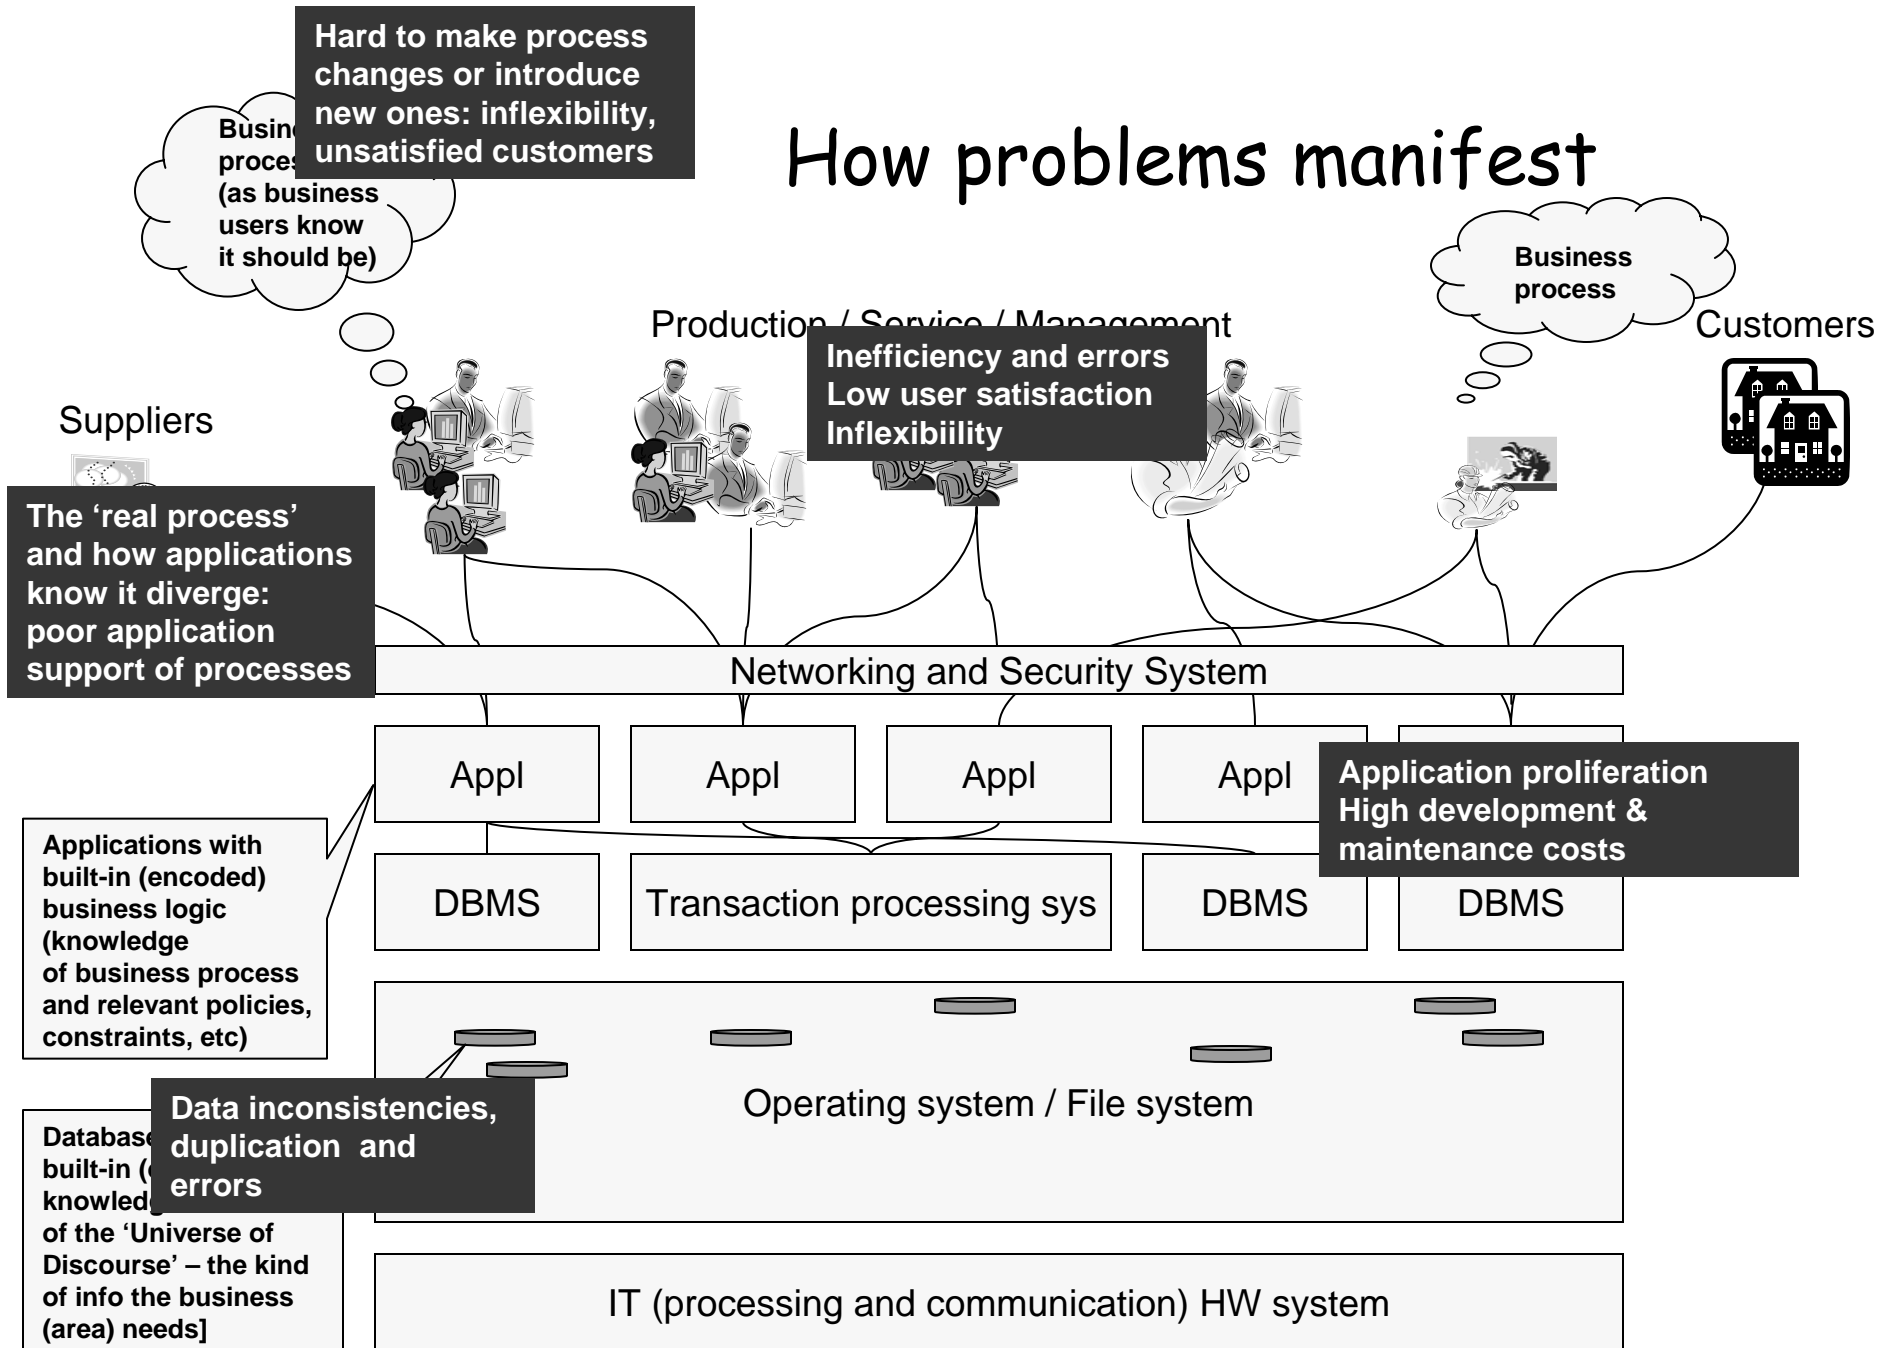 Hard to make process
changes or introduce
new ones: inflexibility,
unsatisfied customers
How problems manifest
(as business
users know
it should be)
Business
process
Production / Service / Management
Customers
Inefficiency and errors
Low user satisfaction
Inflexibiility
Suppliers
The ‘real process’
and how applications
know it diverge:
poor application
support of processes
Networking and Security System
Appl
Appl
Appl
Appl
Application proliferation
High development &
maintenance costs
Applications with
built-in (encoded)
business logic
(knowledge
of business process
and relevant policies,
constraints, etc)
DBMS
Transaction processing sys
DBMS
DBMS
Operating system / File system
Data inconsistencies,
duplication and
errors
Database
built-in
of the ‘Universe of
Discourse’ – the kind
of info the business
(area) needs]
IT (processing and communication) HW system